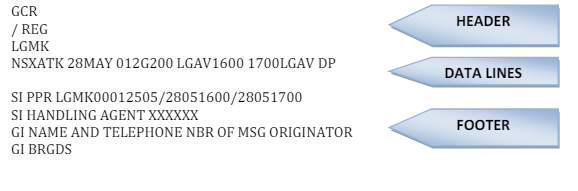 GCR
/ REG
LGMK
NSXATK 28MAY 012G200 LGAV1600 1700LGAV DP
SI PPR LGMK00012505/28051600/28051700
SI HANDLING AGENT XXXXXX
GI NAME AND TELEPHONE NBR OF MSG ORIGINATOR
GI BRGDS
HEADER
DATA LINES
FOOTER